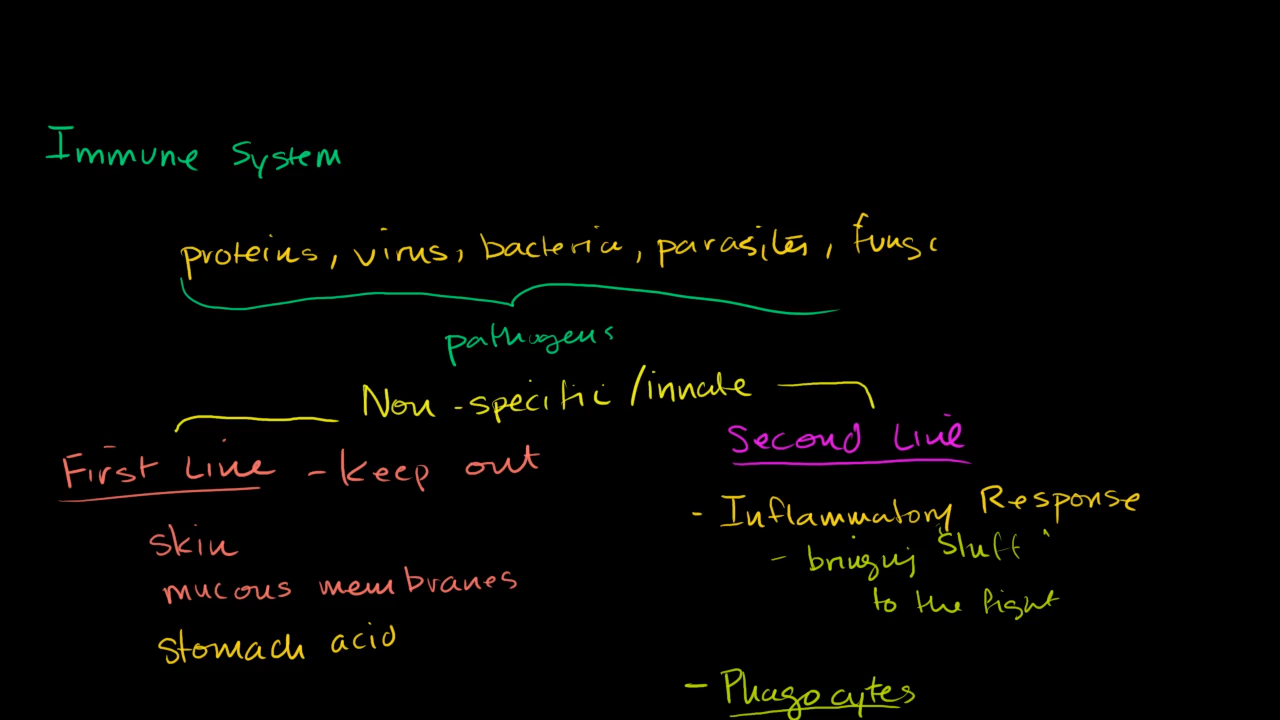 Immune System
proteins, virus, bacteria, parasites, fungi
pathogens
Non-specific/innate
First Line - keep out
skin
mucous membranes
stomach acid
Second Line
- Inflammatory Response
- bringing stuff
to the fight
- Phagocytes